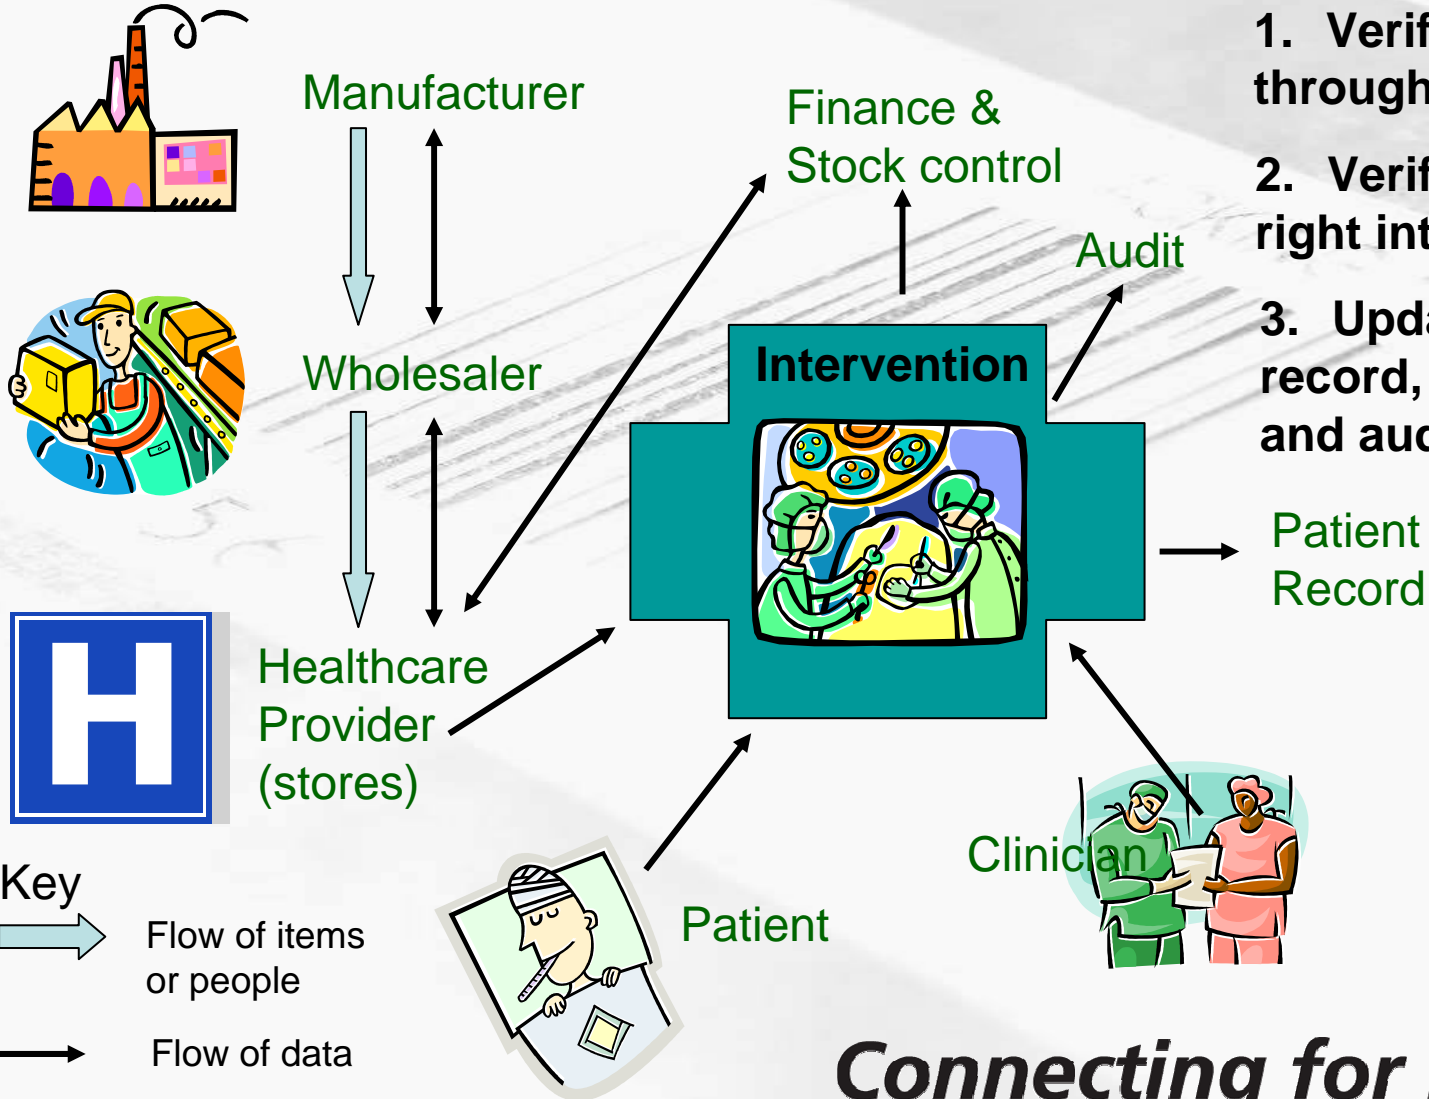 Manufacturer
Finance &
Stock control
Audit
Wholesaler
Intervention
1. Verif
through
2. Verif
right int
3. Upda
record,
and aud
Patient
Record
H
Healthcare
Provider
(stores)
Clinician
Patient
Key
Flow of items
or people
Flow of data
Connecting for